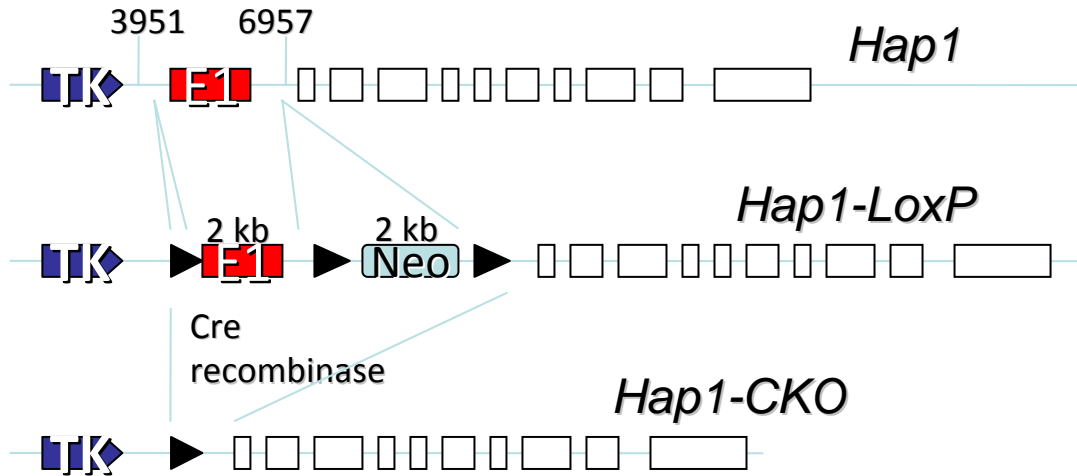 3951 6957
Hap1
TK E1
Hap1-LoxP
2 kb 2 kb
TK E1 Neo
Cre
recombinase
Hap1-CKO
TK